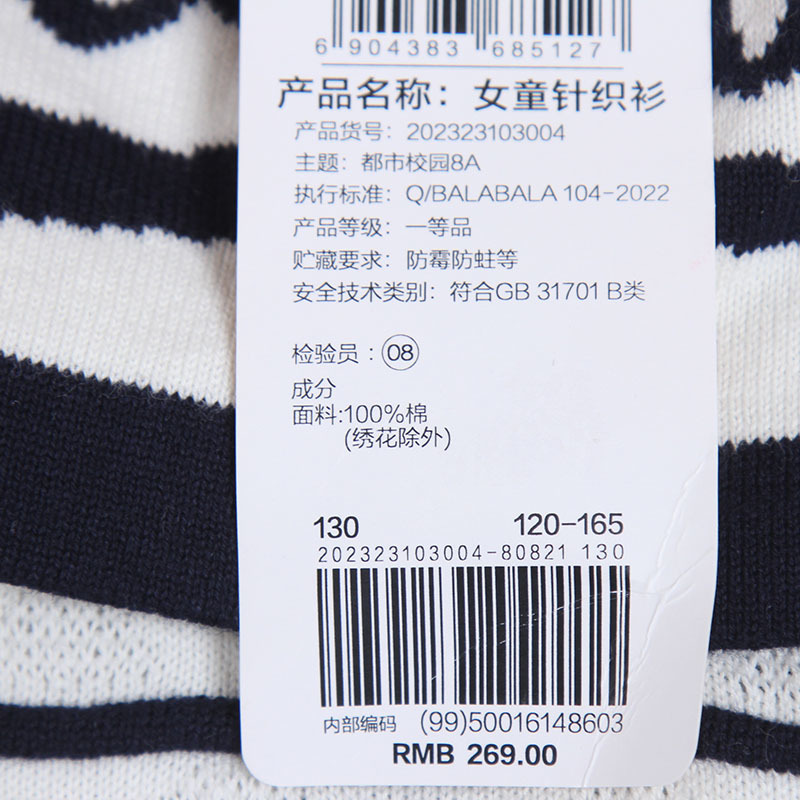 6 904383 685127
产品名称：女童针织衫
产品货号：202323103004
主题：都市校园8A
执行标准：Q/BALABALA 104-2022
产品等级：一等品
贮藏要求：防霉防蛀等
安全技术类别：符合GB 31701 B类
检验员：08
成分
面料:100%棉
(绣花除外)
130 120-165
202323103004-80821 130
内部编码 (99)50016148603
RMB 269.00